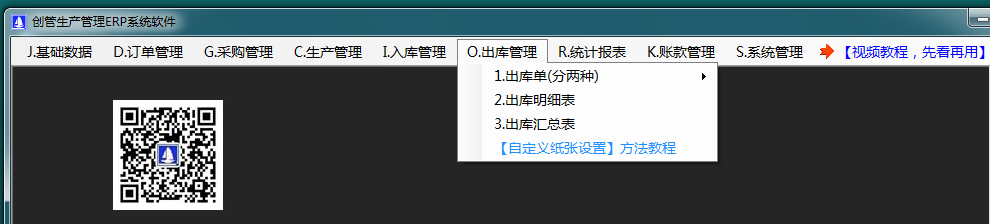 创管生产管理ERP系统软件
J.基础数据 D.订单管理 G.采购管理 C.生产管理 I.入库管理 O.出库管理 R.统计报表 K.账款管理 S.系统管理 【视频教程，先看再用】
1.出库单(分两种)
2.出库明细表
3.出库汇总表
【自定义纸张设置】方法教程